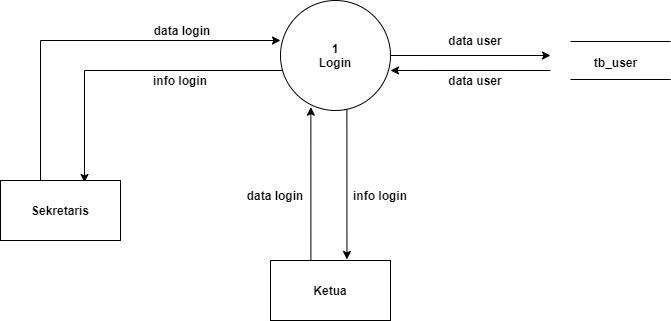 data login
1
Login
data user
info login
data user
tb_user
data login
info login
Sekretaris
Ketua